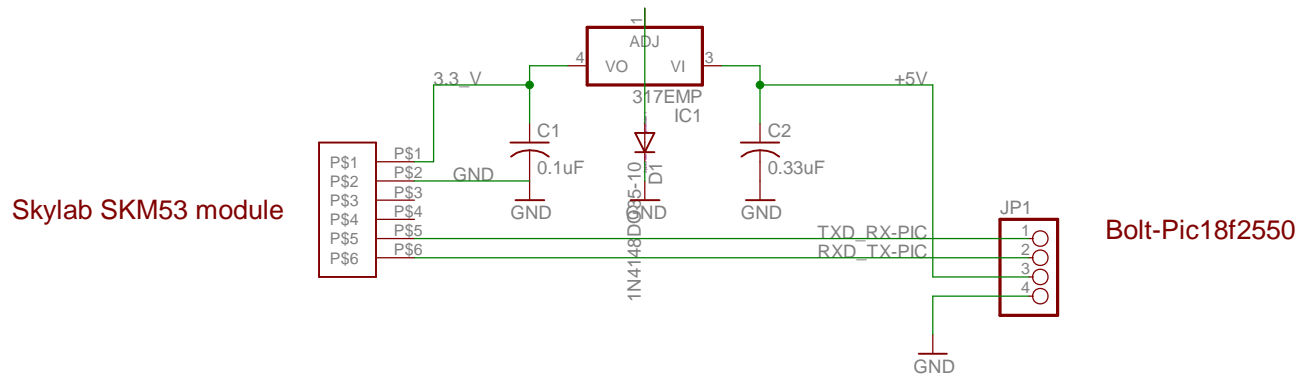 1
ADJ
4
VO
VI
3
3.3_V
+5V
317EMP
IC1
C1
0.1uF
D1
1N4148DO35-10
C2
0.33uF
P$1
P$1
P$2
P$2
GND
P$3
P$3
P$4
P$4
P$5
P$5
P$6
P$6
Skylab SKM53 module
GND
GND
GND
TXD_RX-PIC
RXD_TX-PIC
JP1
1
2
3
4
Bolt-Pic18f2550
GND